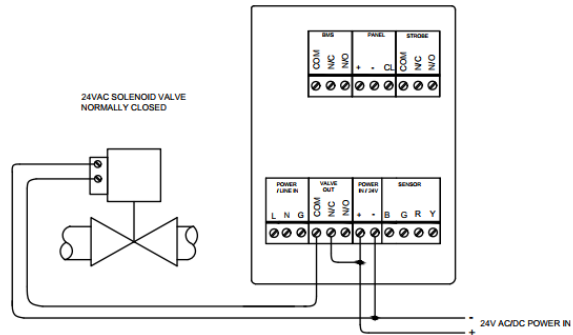 BMS PANEL STROBE
COM N/C N/O + - CL COM N/C N/O
24VAC SOLENOID VALVE
NORMALLY CLOSED
POWER / LINE IN VALVE OUT POWER IN / 24V SENSOR
L N G COM N/C N/O + - B G R Y
-
24V AC/DC POWER IN
+